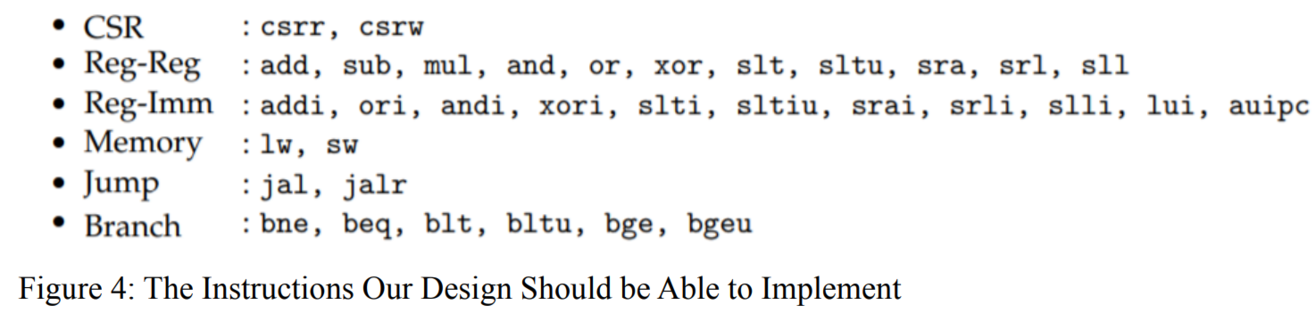 • CSR : csrr, csrw
• Reg-Reg : add, sub, mul, and, or, xor, slt, sltu, sra, srl, sll
• Reg-Imm : addi, ori, andi, xori, slti, sltiu, srai, srli, slli, lui, auipc
• Memory : lw, sw
• Jump : jal, jalr
• Branch : bne, beq, blt, bltu, bge, bgeu
Figure 4: The Instructions Our Design Should be Able to Implement